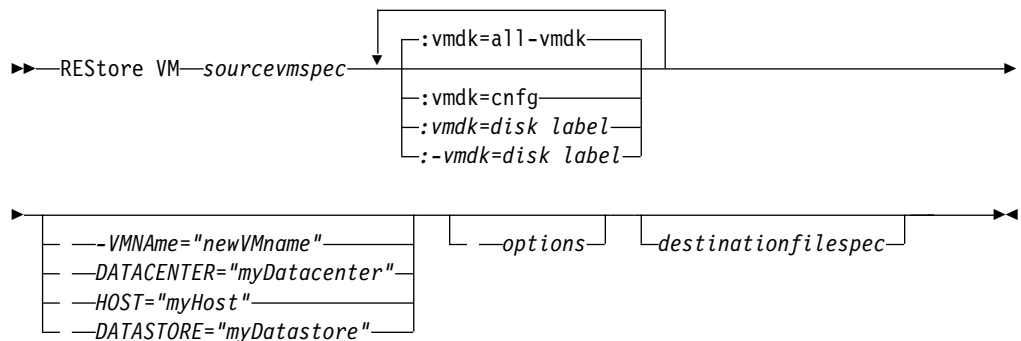 :vmdk=all-vmdk
REStore VM sourcevmspec
:vmdk=cnfg
:vmdk=disk label
:-vmdk=disk label
-VMNAme="newVMname" options destinationfilespec
DATACENTER="myDatacenter"
HOST="myHost"
DATASTORE="myDatastore"